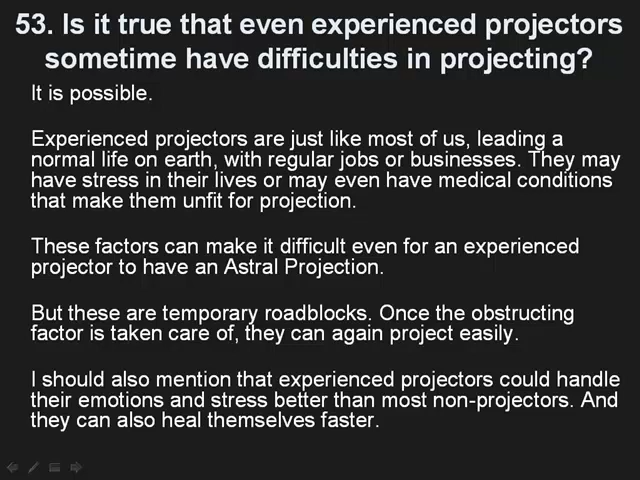 53. Is it true that even experienced projectors
sometime have difficulties in projecting?
It is possible.
Experienced projectors are just like most of us, leading a
normal life on earth, with regular jobs or businesses. They may
have stress in their lives or may even have medical conditions
that make them unfit for projection.
These factors can make it difficult even for an experienced
projector to have an Astral Projection.
But these are temporary roadblocks. Once the obstructing
factor is taken care of, they can again project easily.
I should also mention that experienced projectors could handle
their emotions and stress better than most non-projectors. And
they can also heal themselves faster.